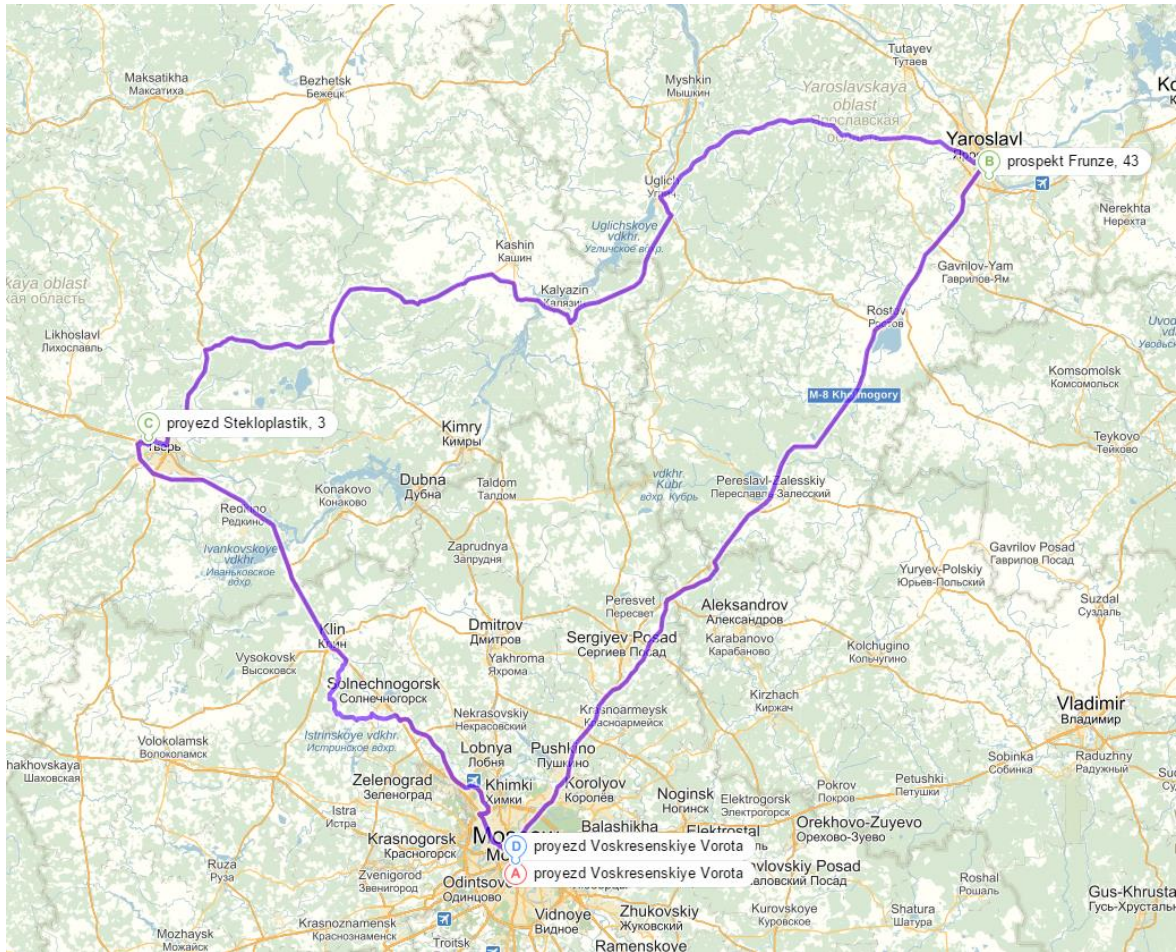 Tutayev
Тутаев
Maksatikha
Максатиха
Bezhetsk
Бежецк
Myshkin
Мышкин
Yaroslavskaya
oblast
Yaroslavl
prospekt Frunze, 43
B
Nerekhta
Нерехта
Uglich
Uglichskoye
vdkhr.
Угличское вдхр.
Kashin
Кашин
Gavrilov-Yam
Гаврилов-Ям
Kalyazin
Калязин
kaya oblast
кая область
Rostov
Ростов
Likhoslavl
Лихославль
Komsomolsk
Комсомольск
M-8 Kholmogory
C
proyezd Stekloplastik, 3
Тверь
Kimry
Кимры
Teykovo
Тейково
Dubna
Дубна
Taldom
Талдом
vdkhr.
Kubr
вдхр. Кубрь
Pereslavl-Zalesskiy
Переславль-Залесский
Konakovo
Конаково
Редкино
Ivankovskoye
vdkhr.
Иваньковское
вдхр.
Zaprudnya
Запрудня
Gavrilov Posad
Гаврилов Посад
Yuryev-Polskiy
Юрьев-Польский
Suzdal
Суздаль
Peresvet
Пересвет
Aleksandrov
Александров
Klin
Клин
Dmitrov
Дмитров
Sergiyev Posad
Сергиев Посад
Karabanovo
Карабаново
Kolchugino
Кольчугино
Vysokovsk
Высоковск
Yakhroma
Яхрома
Solnechnogorsk
Солнечногорск
Kirzhach
Киржач
Vladimir
Владимир
Nekrasovskiy
Некрасовский
Krasnoarmeysk
Красноармейск
Istrinskoye vdkhr.
Истринское вдхр.
Volokolamsk
Волоколамск
Lobnya
Лобня
Pushkino
Пушкино
Sobinka
Собинка
Raduzhny
Радужный
hakhovskaya
Шаховская
Zelenograd
Зеленоград
Khimki
Химки
Korolyov
Королёв
Noginsk
Ногинск
Elektrogorsk
Электрогорск
Pokrov
Покров
Petushki
Петушки
Istra
Истра
Krasnogorsk
Красногорск
Balashikha
Orekhovo-Zuyevo
Орехово-Зуево
D
proyezd Voskresenskiye Vorota
A
proyezd Voskresenskiye Vorota
Ruza
Руза
Zvenigorod
Звенигород
Odintsovo
Одинцово
vlovskiy Posad
вловский Посад
Roshal
Рошаль
Gus-Khrustal
Гусь-Хрусталь
Krasnoznamensk
Краснознаменск
Vidnoye
Видное
Zhukovskiy
Жуковский
Kurovskoye
Куровское
Shatura
Шатура
Mozhaysk
Можайск
Troitsk
Ramenskoye
Раменское